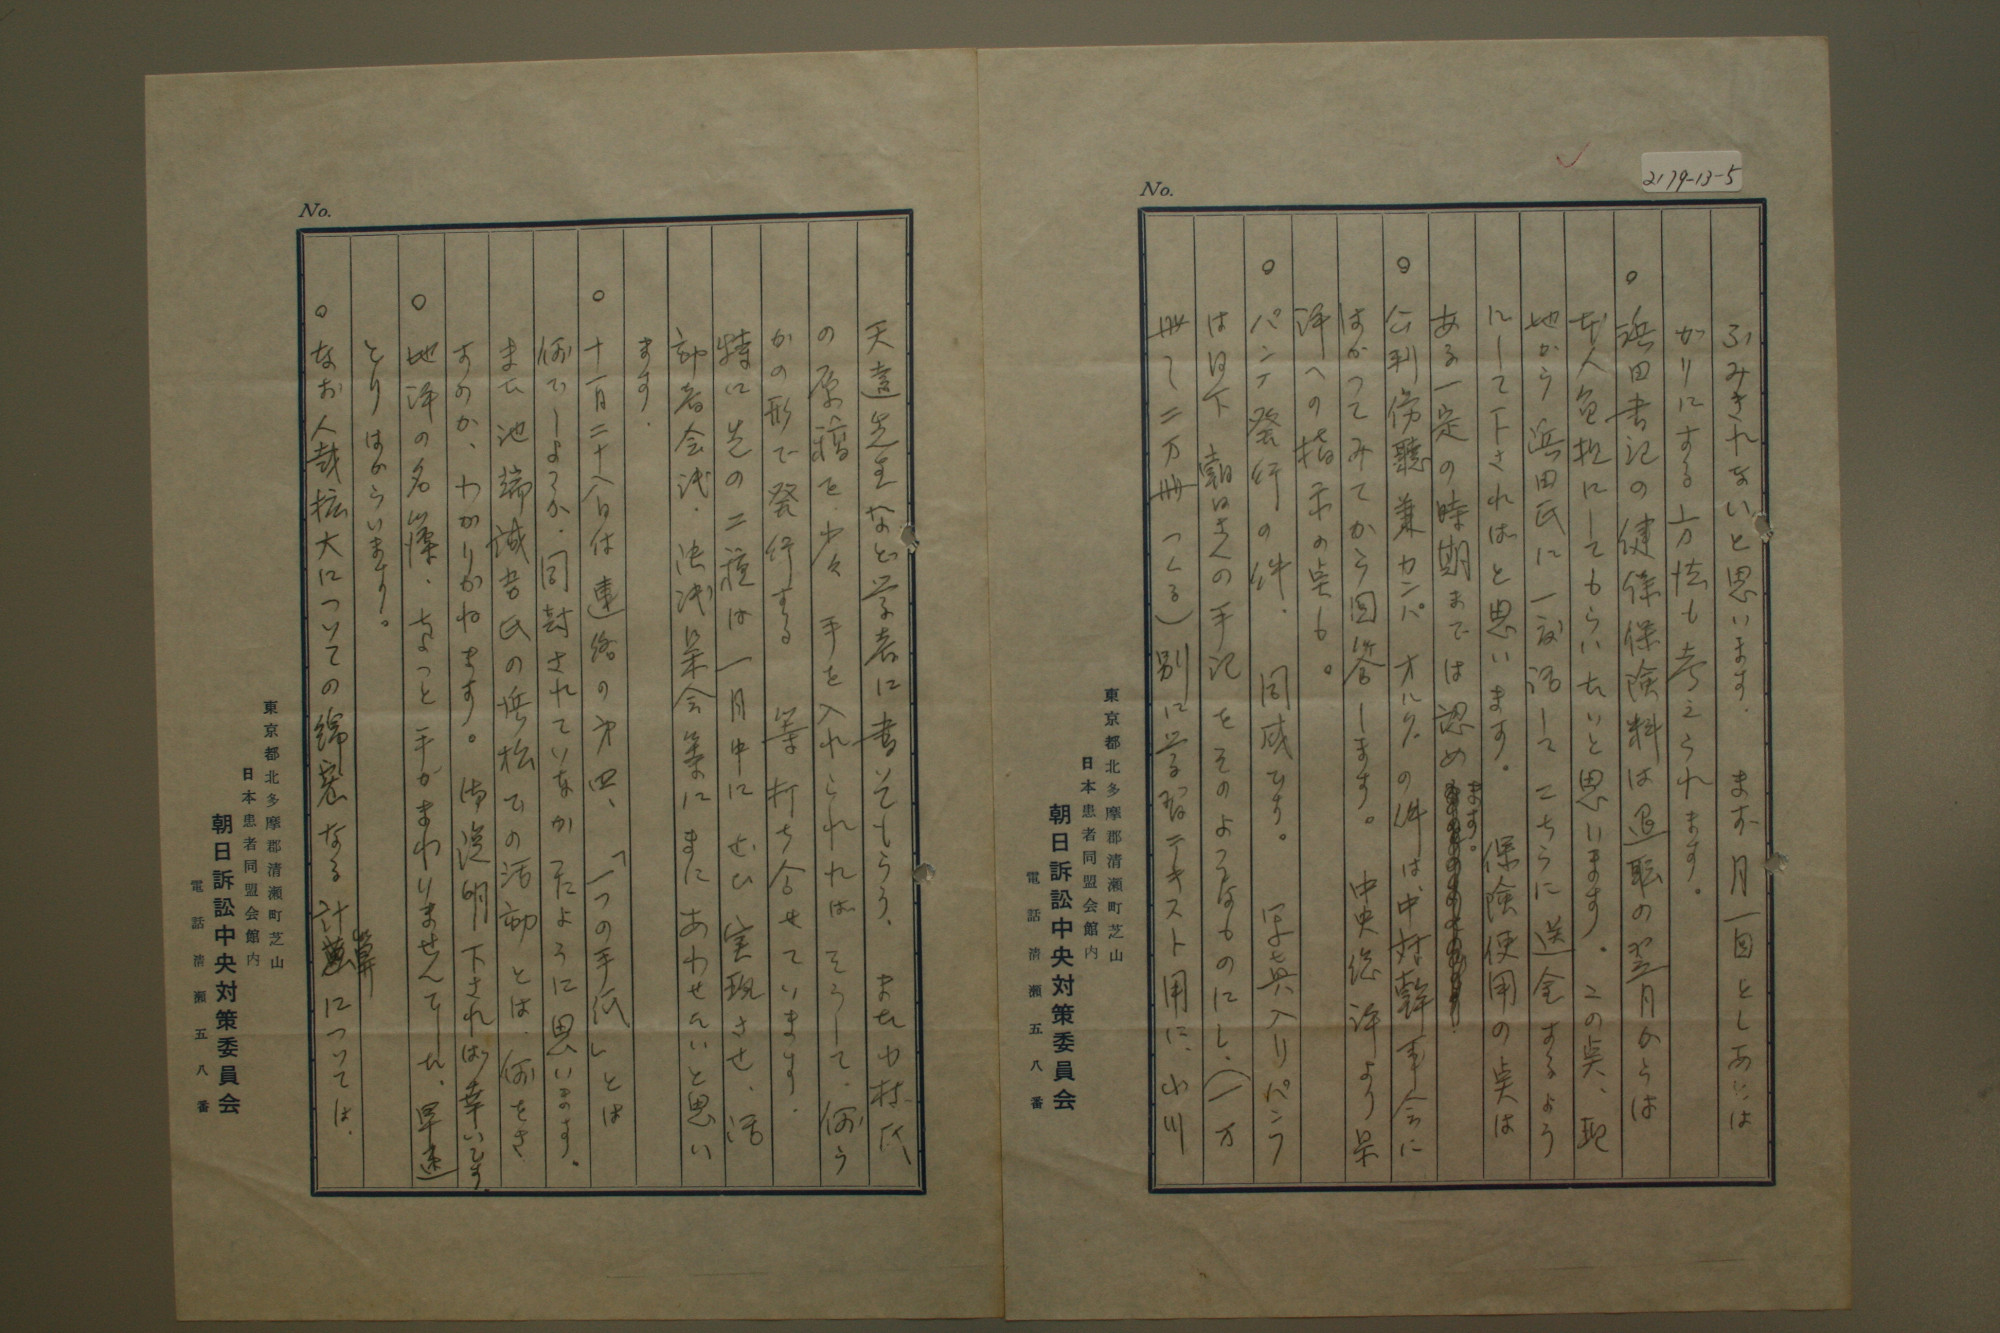 2179-13-5
No.
ふみきれないと思います。まず月一回としあとは
かりにする方法も考えられます。
○浜田書記の健保保険料は退職の翌月からは
本人負担にしてもらいたいと思います。この点、現
地から浜田氏に一応話してこちらに送金するよう
にして下さればと思います。保険使用の点は
ある一定の時期までは認めます。
○公判傍聴兼カンパオルグの件は中対幹事会に
はかってみてから回答します。中央総評より県
評への指示の点も。
○パンフ発行の件、同感です。写真入りパンフ
は目下朝日さんの手記をそのようなものにし、(一万
冊〜二万冊つくる)別に学習テキスト用に、小川
東京都北多摩郡清瀬町芝山
日本患者同盟会館内
朝日訴訟中央対策委員会
電話清瀬五八番
No.
天達先生など学者に書いてもらう、また中村氏
の原稿を少々手を入れられればそうして、何ら
かの形で発行する等打ち合せています。
特に先の二種は一月中にぜひ実現させ、活
動者会議、決議集会等にまにあわせたいと思い
ます。
○十一月二十八日は連絡の才四、「一つの手紙」とは
何でしょうか、同封されていなかたように思います。
また池端誠吉氏の浜松での活動とは、何をさ
すのか、わかりかねます。御説明下されば幸いです。
○地評の名簿、ちょっと手がまわりませんでした、早速
とりはからいます。
○なお人裁拡大についての綿密なる計算については、
東京都北多摩郡清瀬町芝山
日本患者同盟会館内
朝日訴訟中央対策委員会
電話清瀬五八番